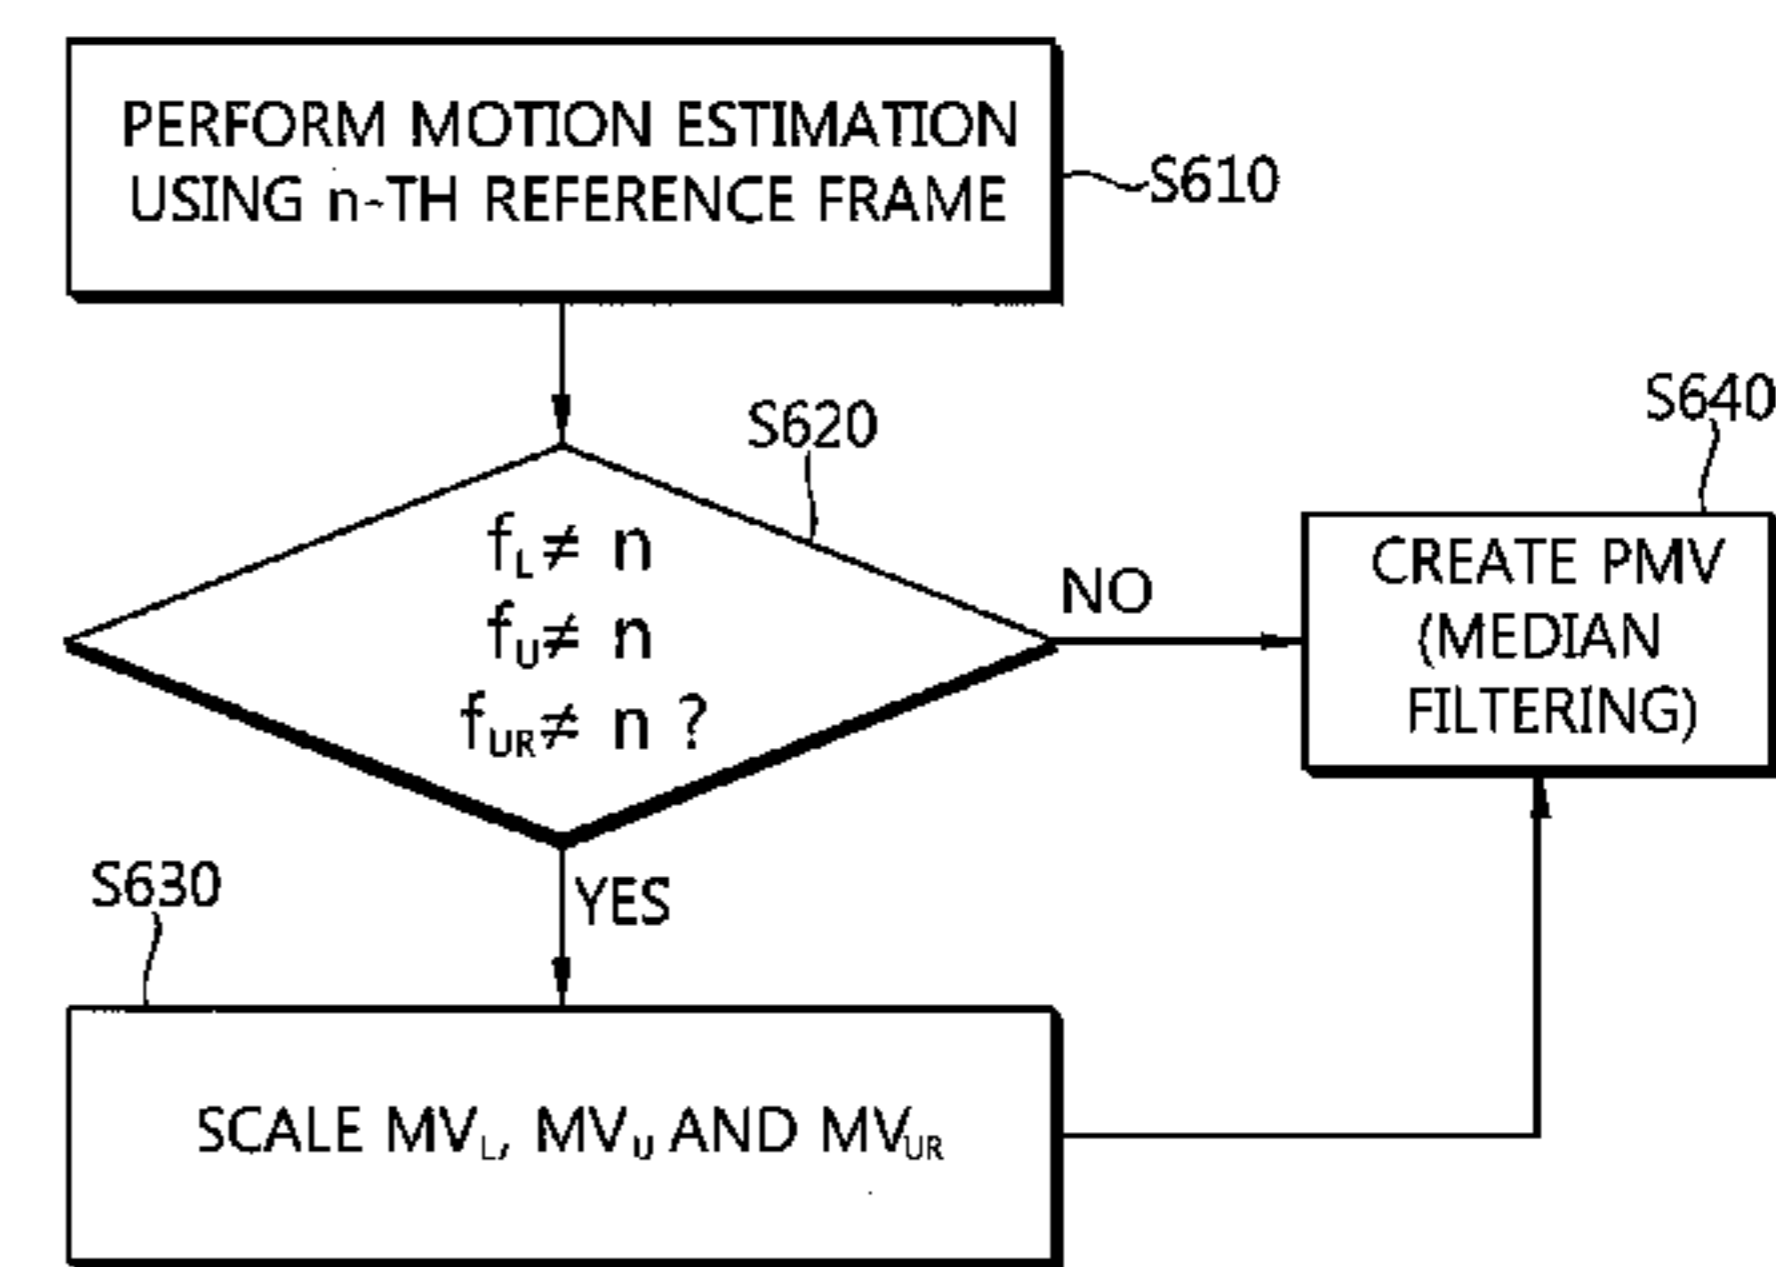 PERFORM MOTION ESTIMATION
USING n-TH REFERENCE FRAME
S610
S620
fL≠ n
fU≠ n
fUR≠ n ?
NO
S640
CREATE PMV
(MEDIAN
FILTERING)
YES
S630
SCALE MVL, MVU AND MVUR